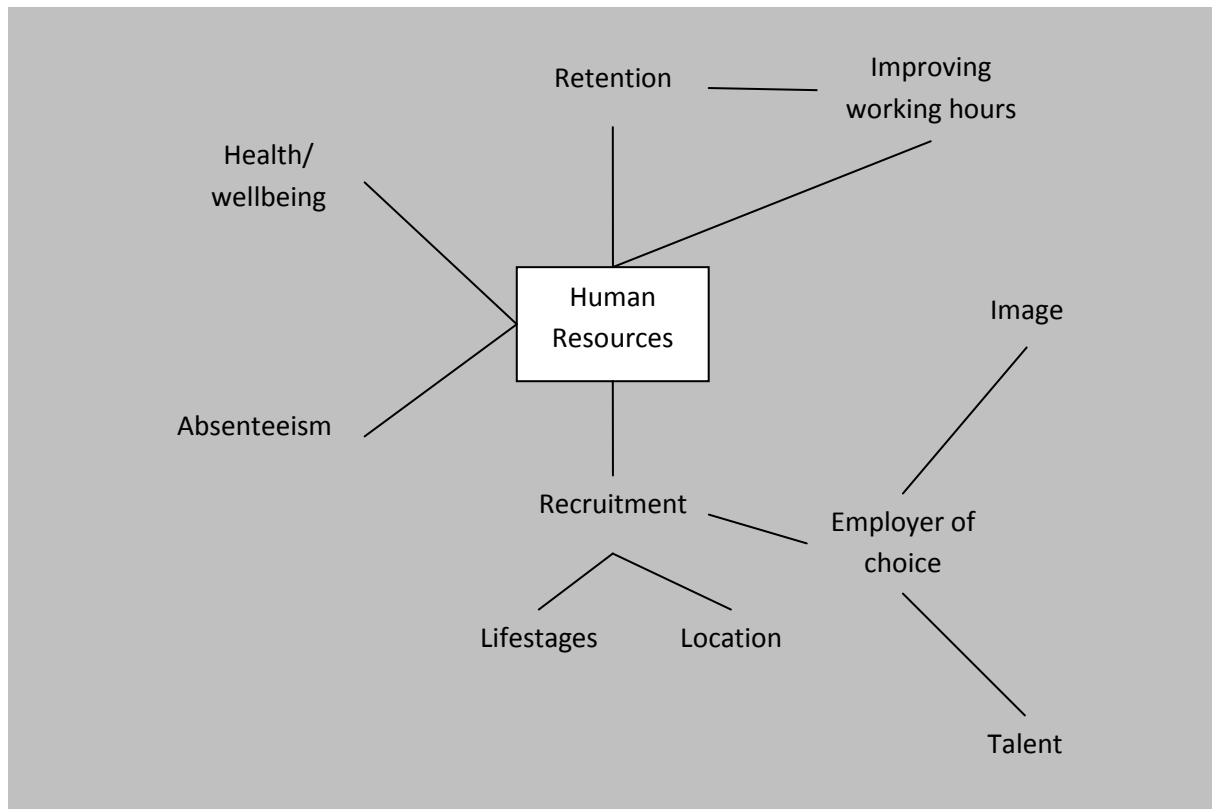 Retention
Improving
working hours
Health/
wellbeing
Human
Resources
Image
Absenteeism
Recruitment
Employer of
choice
Lifestages
Location
Talent